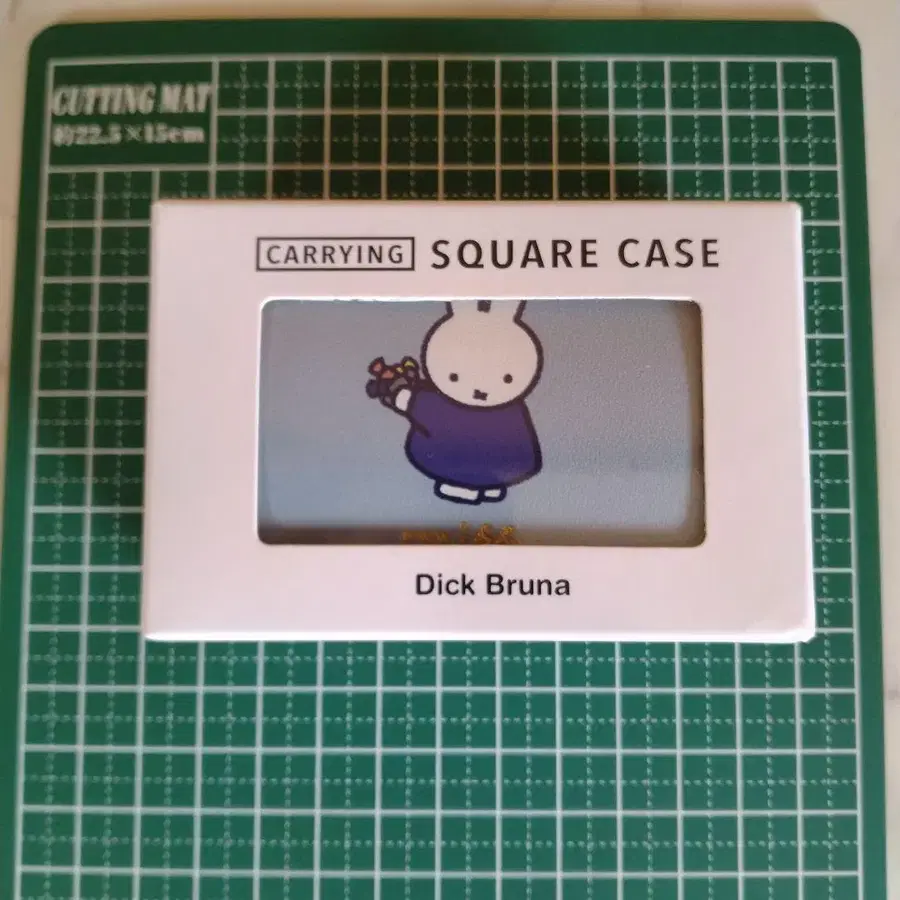 CUTTING MAT
約22.5×15cm
CARRYING SQUARE CASE
Dick Bruna